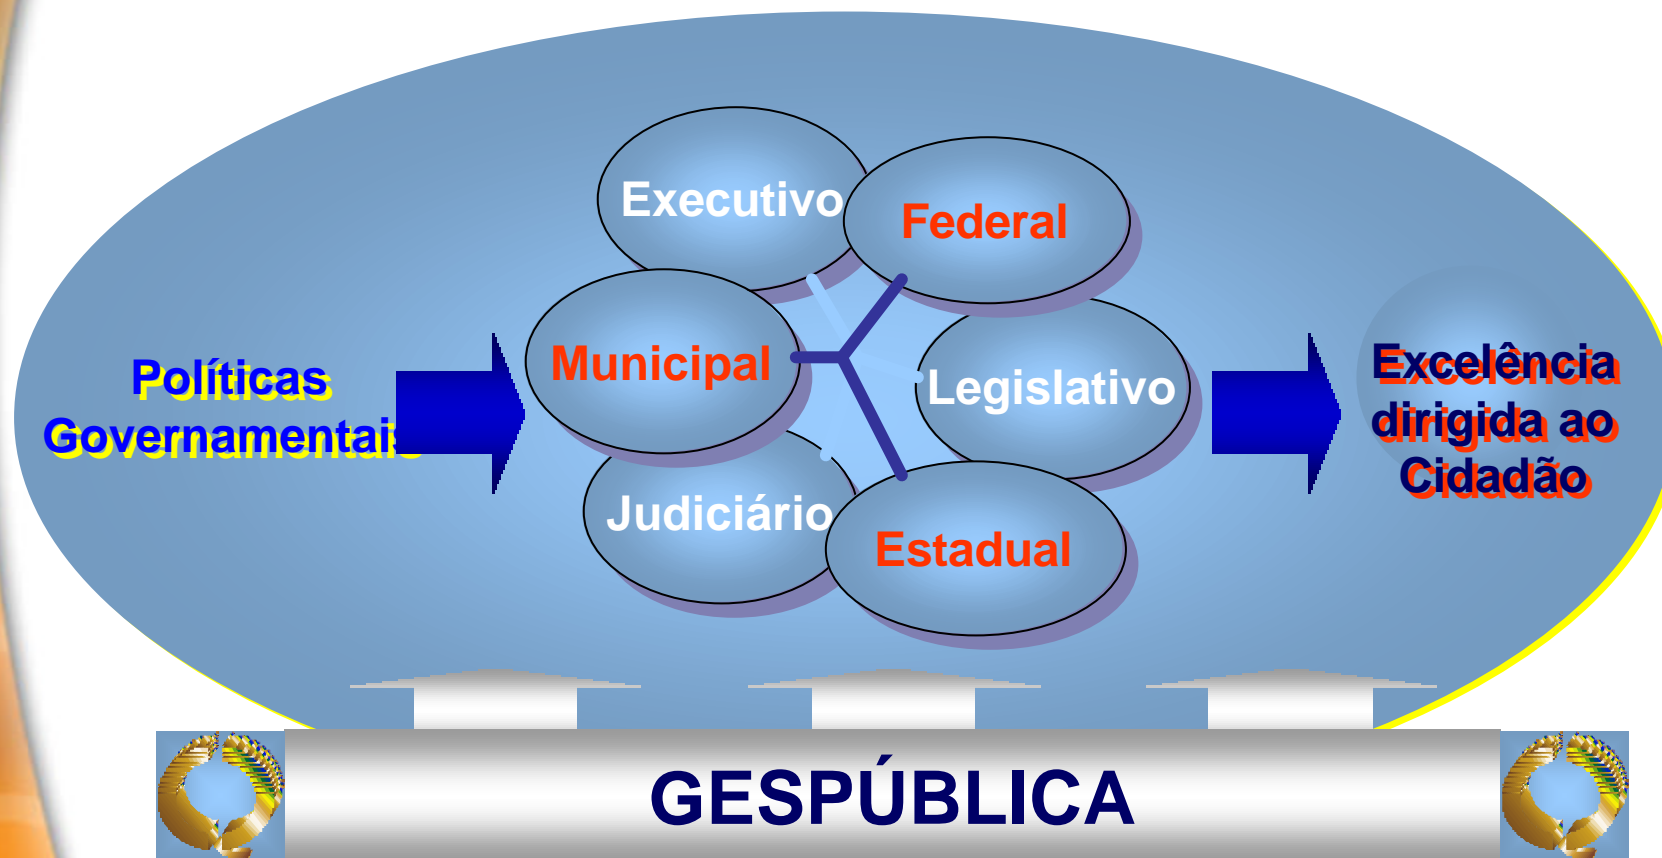 Executivo
Federal
Municipal
Legislativo
Políticas
Governamentais
Excelência
dirigida ao
Cidadão
Judiciário
Estadual
GESPÚBLICA